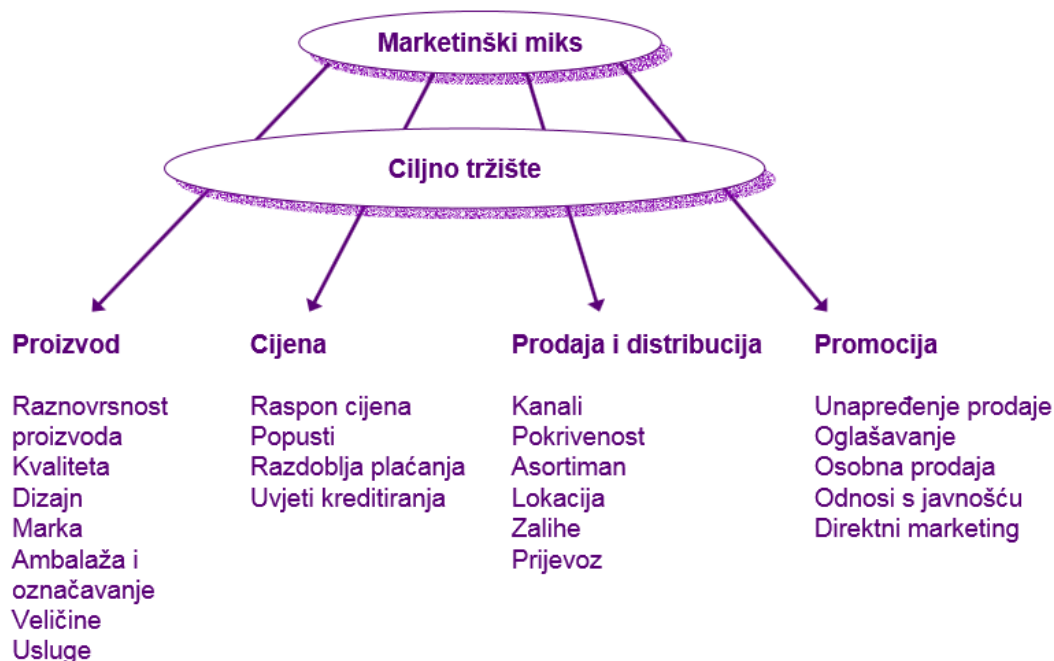 Marketinški miks
Ciljno tržište
Proizvod
Raznovrsnost
proizvoda
Kvaliteta
Dizajn
Marka
Ambalaža i
označavanje
Veličine
Usluge
Cijena
Raspon cijena
Popusti
Razdoblja plaćanja
Uvjeti kreditiranja
Prodaja i distribucija
Kanali
Pokrivenost
Asortiman
Lokacija
Zalihe
Prijevoz
Promocija
Unapređenje prodaje
Oglašavanje
Osobna prodaja
Odnosi s javnošću
Direktni marketing